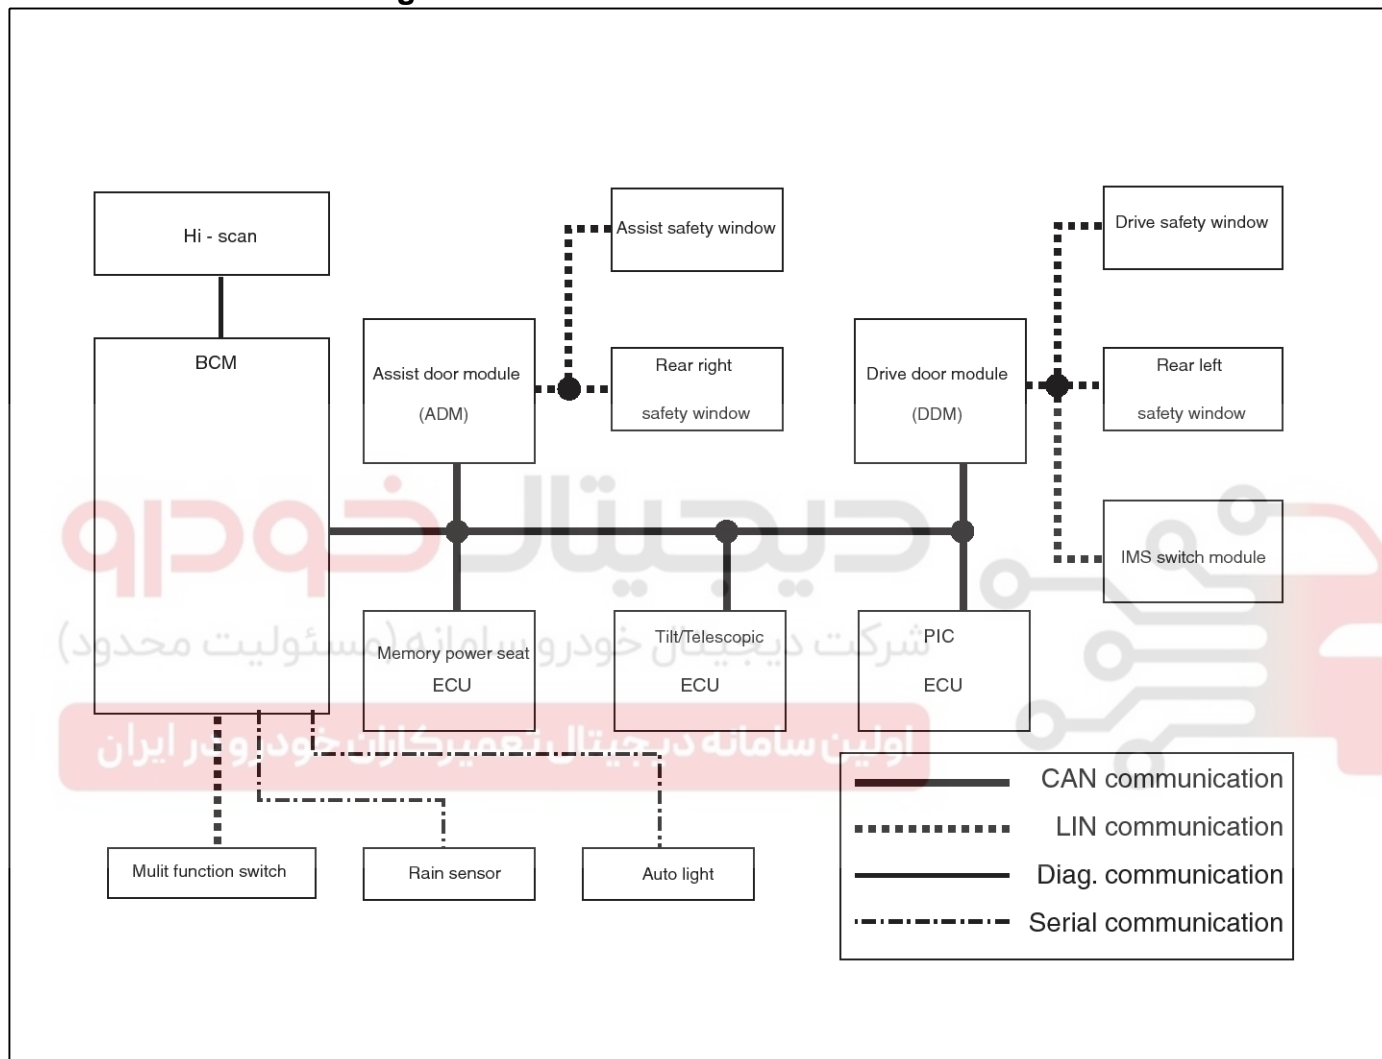 Hi - scan
BCM
Assist door module
(ADM)
Assist safety window
Rear right
safety window
Drive door module
(DDM)
Drive safety window
Rear left
safety window
IMS switch module
Memory power seat
ECU
Tilt/Telescopic
ECU
PIC
ECU
Mulit function switch
Rain sensor
Auto light
CAN communication
LIN communication
Diag. communication
Serial communication
دیجیتال خودرو
شرکت دیجیتال خودرو سامانه (مسئولیت محدود)
اولین سامانه دیجیتال تعمیرکاران خودرو در ایران